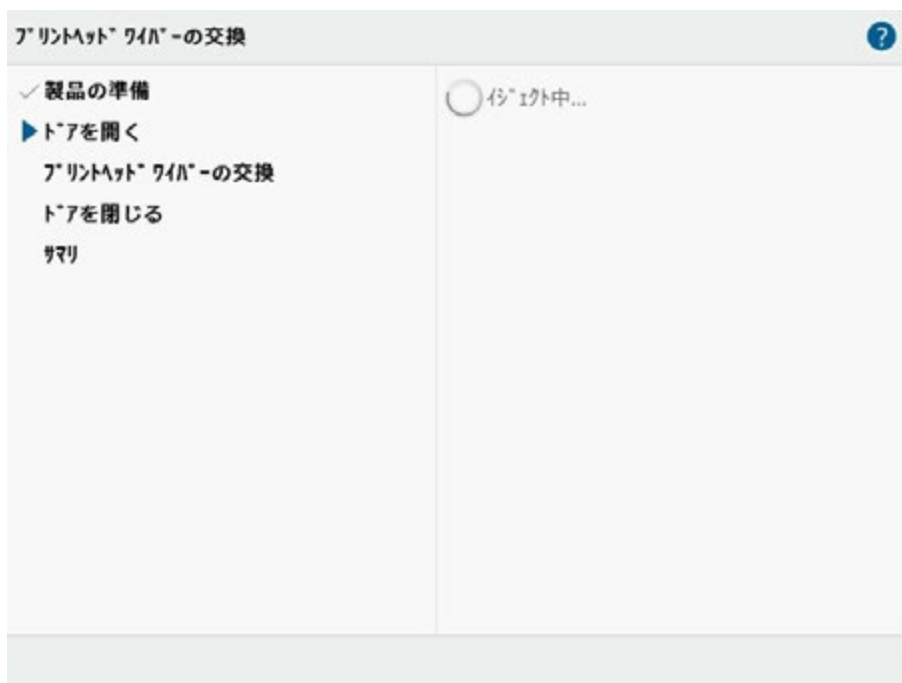 ﾌﾟﾘﾝﾄﾍｯﾄﾞ ﾜｲﾊﾟｰの交換
?
✓ 製品の準備
▶ ﾄﾞｱを開く
ﾌﾟﾘﾝﾄﾍｯﾄﾞ ﾜｲﾊﾟｰの交換
ﾄﾞｱを閉じる
ｻﾏﾘ
ｲｼﾞｪｸﾄ中...